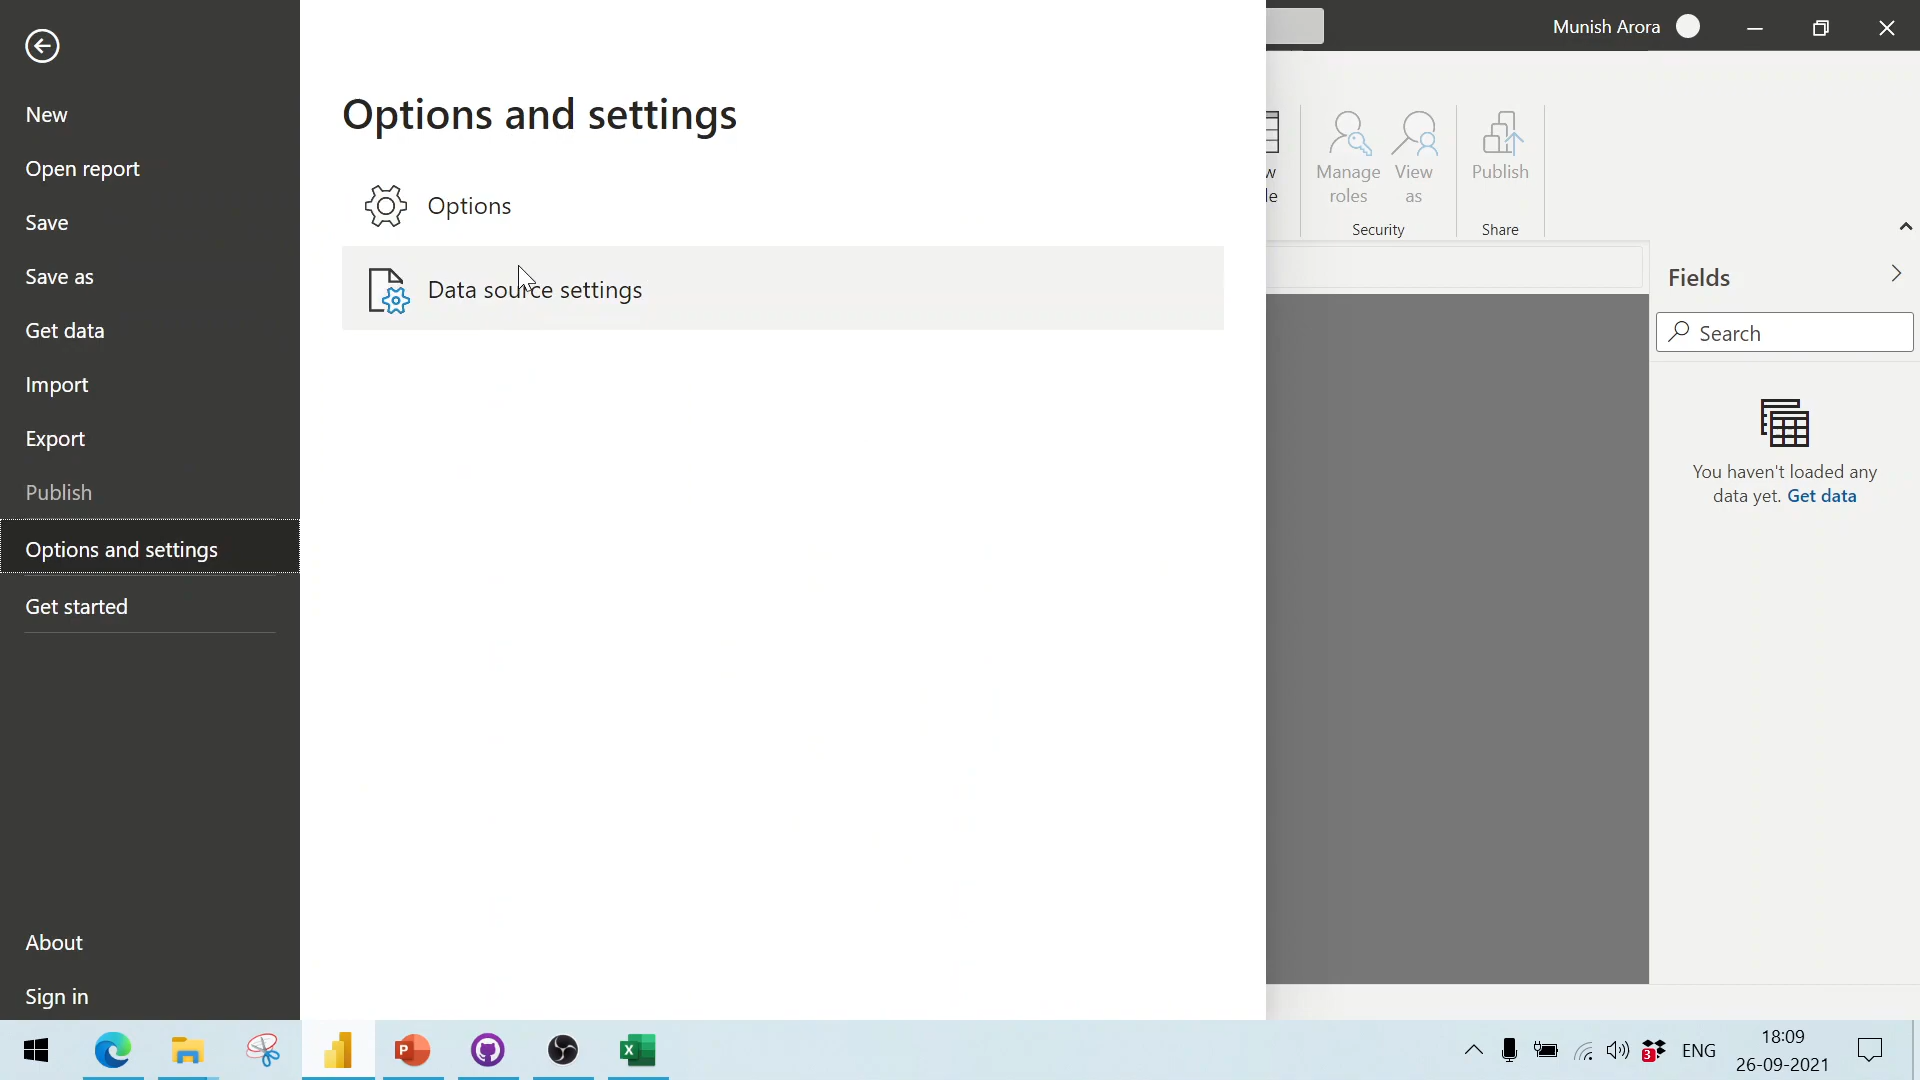 Munish Arora
New
Open report
Save
Save as
Get data
Import
Export
Publish
Options and settings
Get started
About
Sign in
Options and settings
Options
Data source settings
w
le
Manage
roles
View
as
Security
Publish
Share
Fields
Search
You haven't loaded any
data yet. Get data
P
X
3
ENG
18:09
26-09-2021